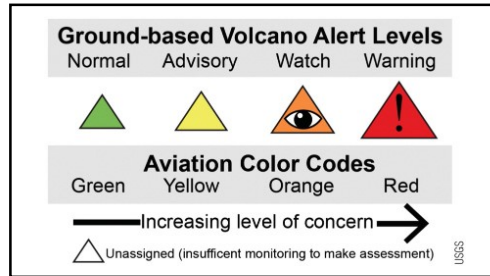 Ground-based Volcano Alert Levels
Normal Advisory Watch Warning
!
Aviation Color Codes
Green Yellow Orange Red
Increasing level of concern
Unassigned (insufficient monitoring to make assessment)
USGS